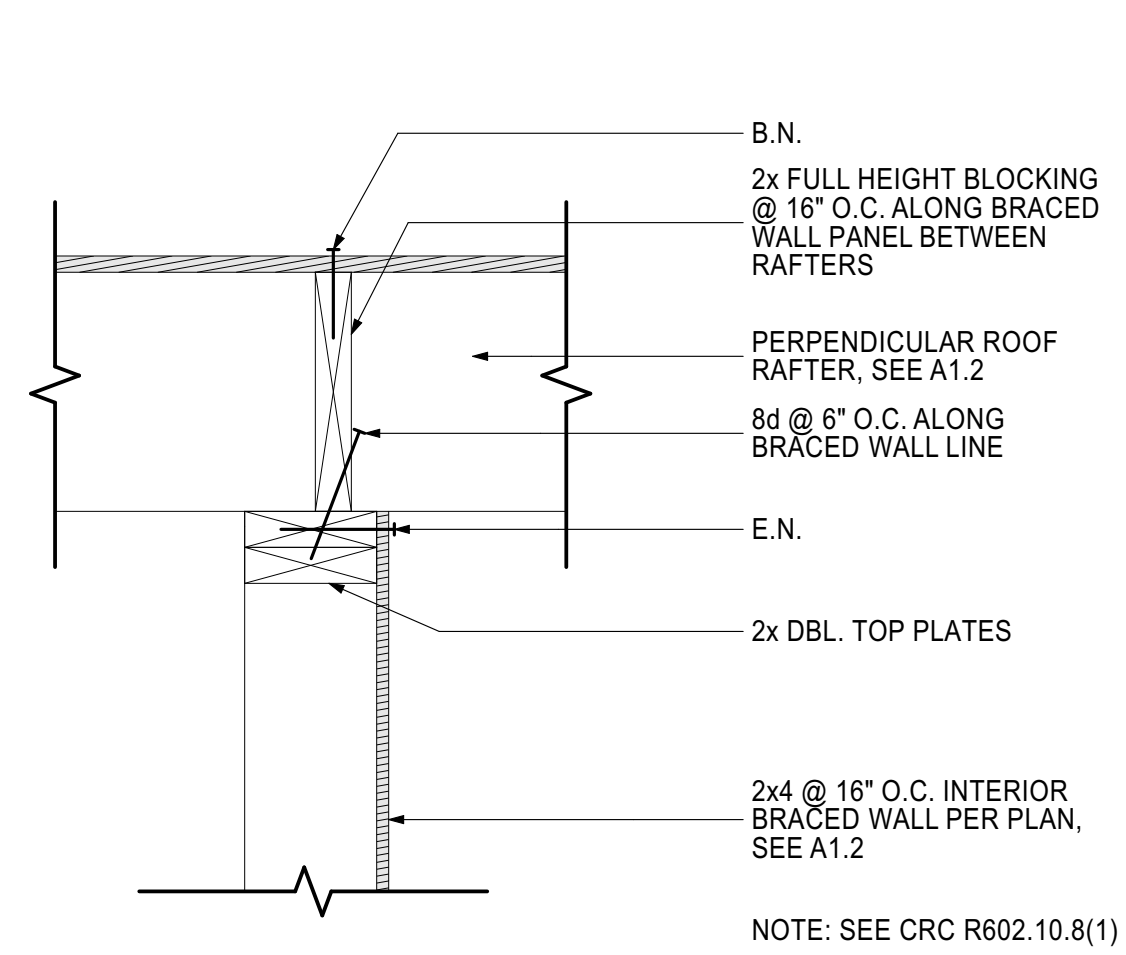 B.N.
2x FULL HEIGHT BLOCKING
@ 16" O.C. ALONG BRACED
WALL PANEL BETWEEN
RAFTERS
PERPENDICULAR ROOF
RAFTER, SEE A1.2
8d @ 6" O.C. ALONG
BRACED WALL LINE
E.N.
2x DBL. TOP PLATES
2x4 @ 16" O.C. INTERIOR
BRACED WALL PER PLAN,
SEE A1.2
NOTE: SEE CRC R602.10.8(1)